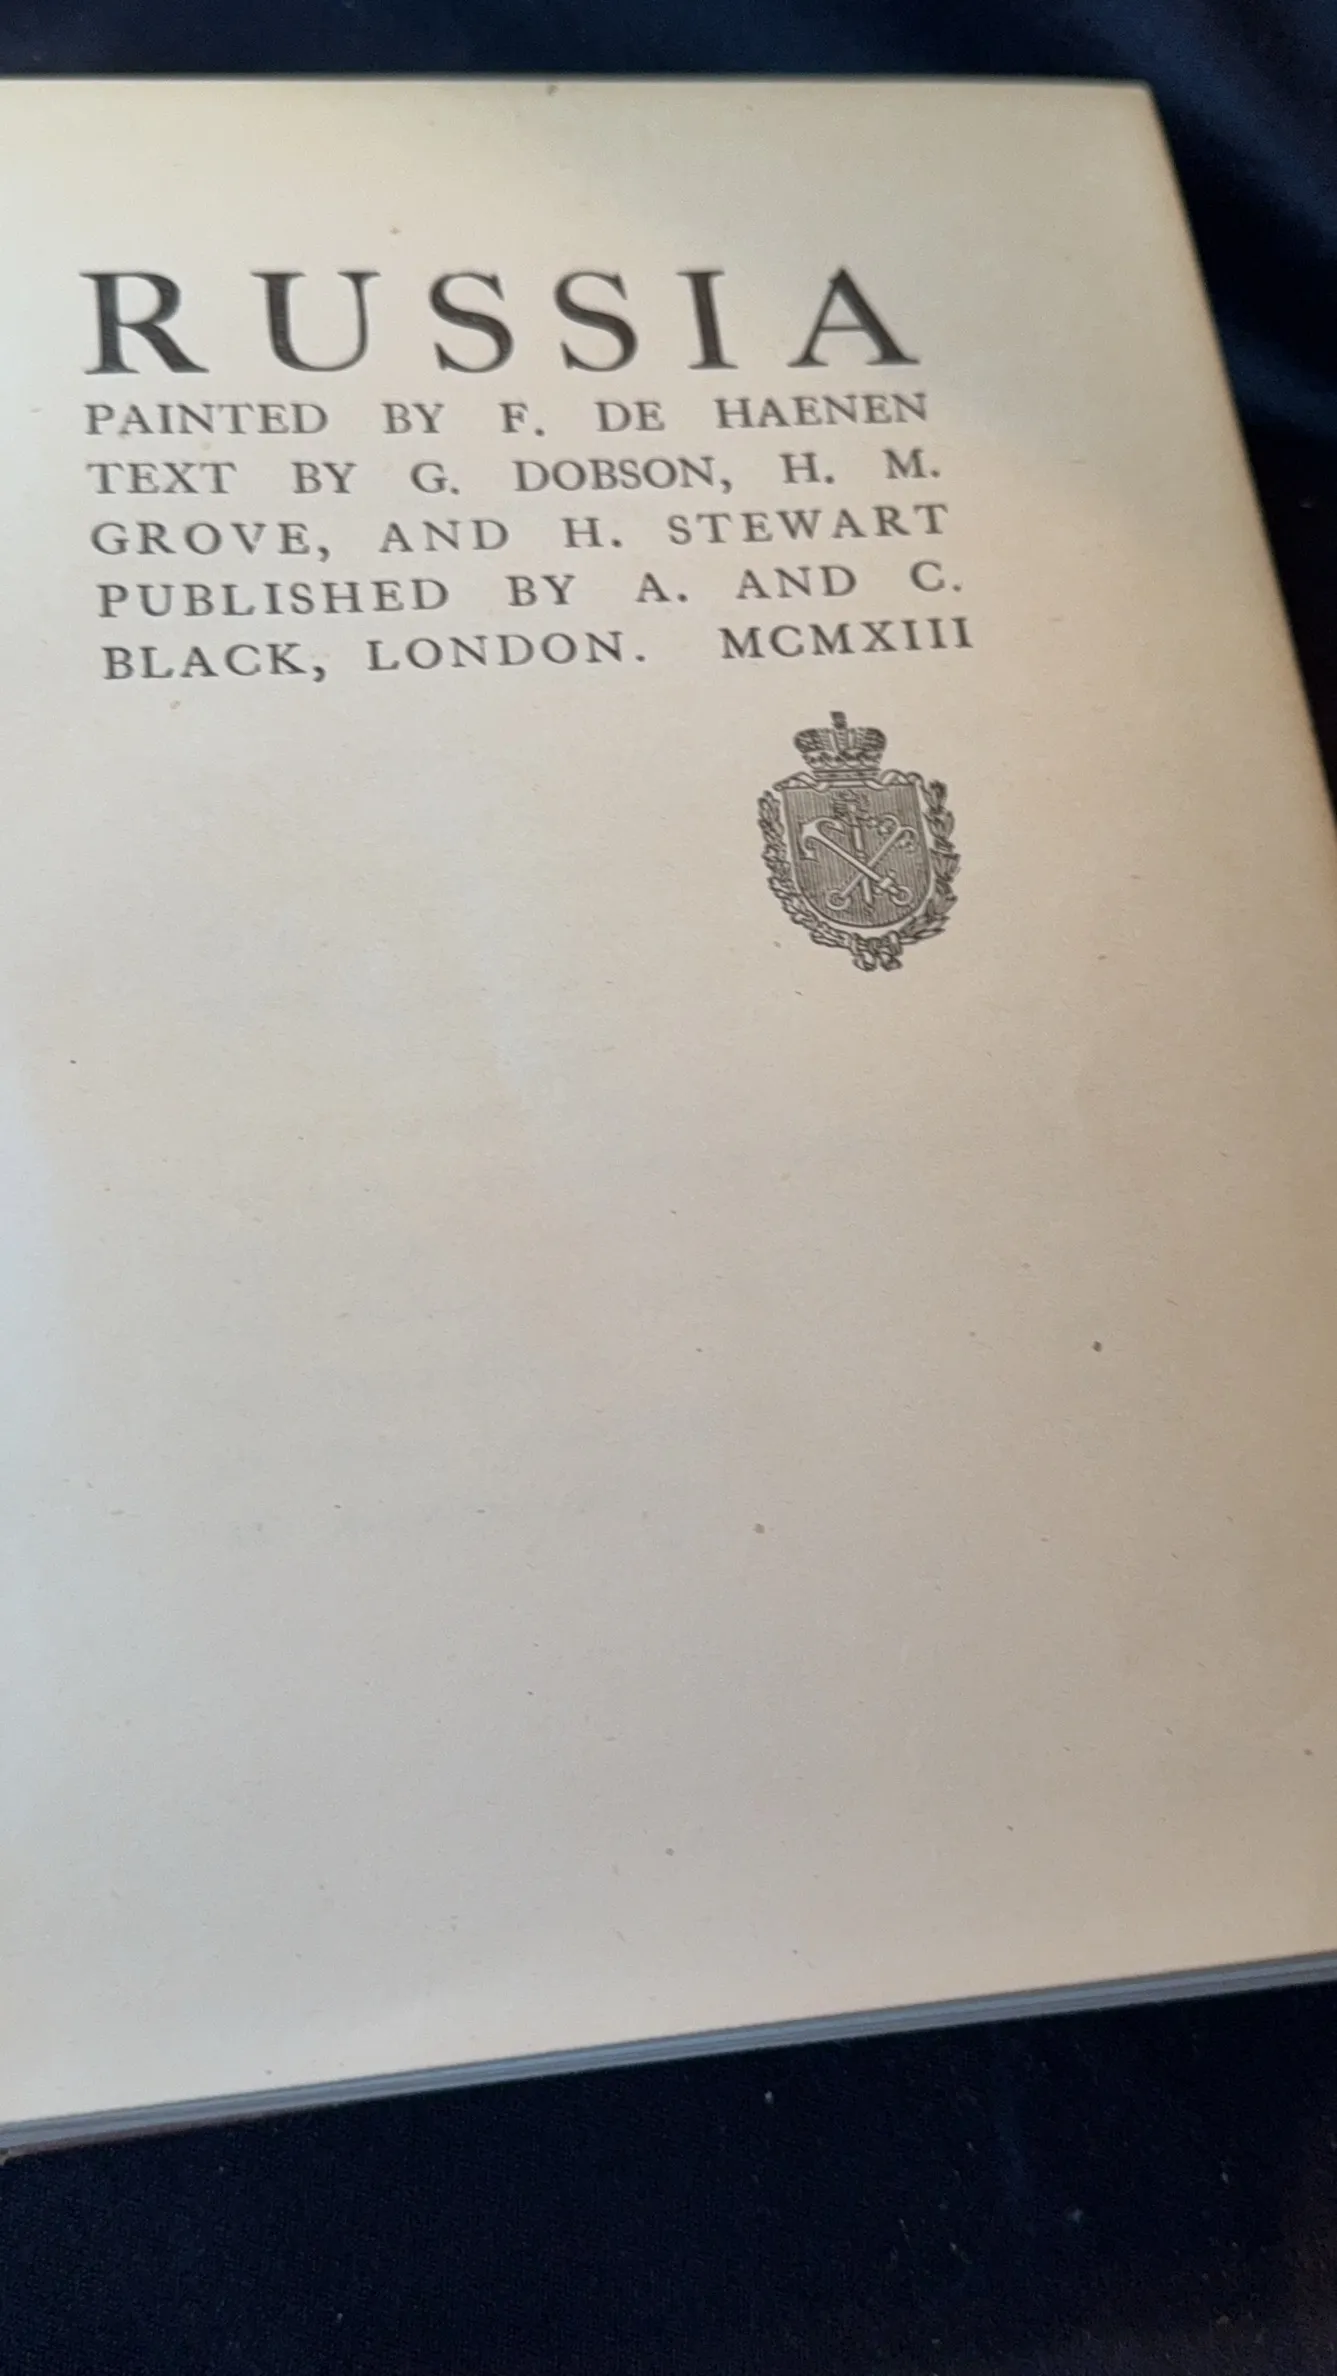 RUSSIA
PAINTED BY F. DE HAENEN
TEXT BY G. DOBSON, H. M.
GROVE, AND H. STEWART
PUBLISHED BY A. AND C.
BLACK, LONDON. MCMXIII